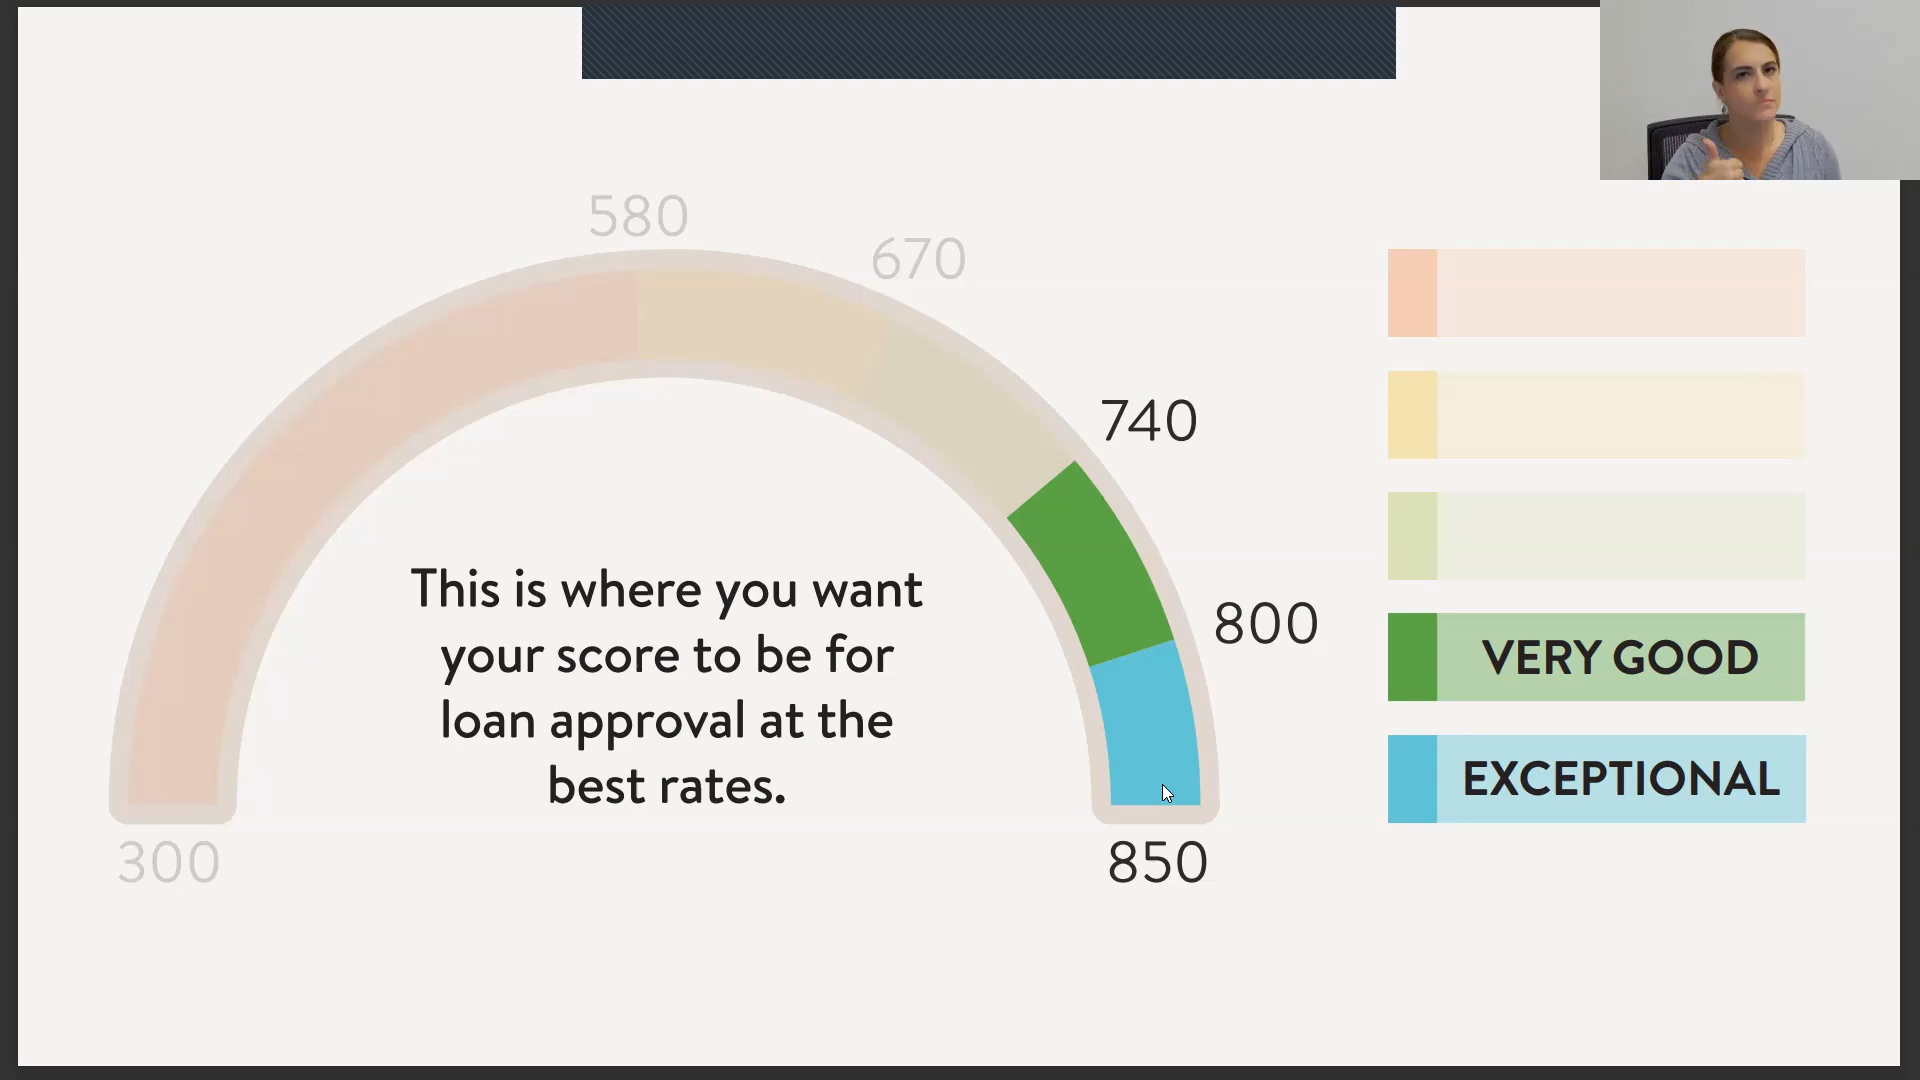 580
670
740
This is where you want
your score to be for
loan approval at the
best rates.
800
300
850
VERY GOOD
EXCEPTIONAL